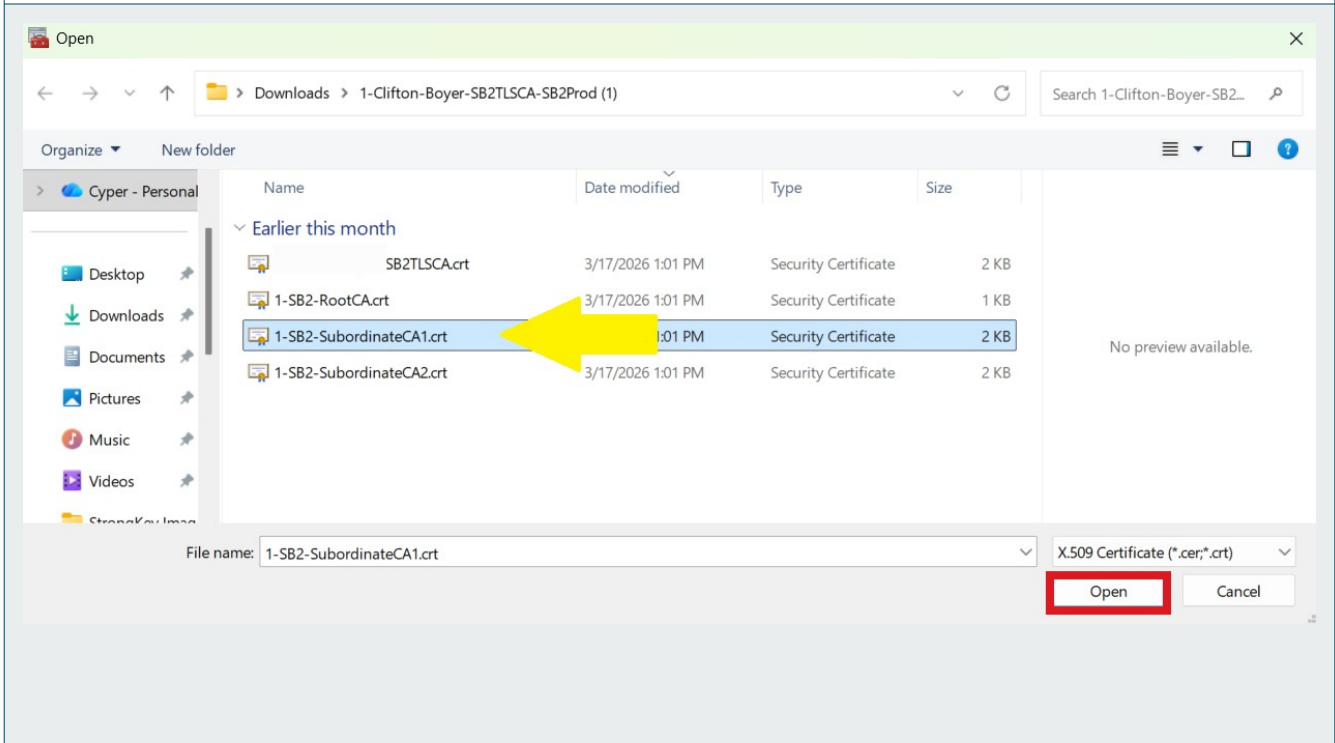 Open
Downloads > 1-Clifton-Boyer-SB2TLSCA-SB2Prod (1)
Search 1-Clifton-Boyer-SB2...
Organize New folder
Cyper - Personal
Name Date modified Type Size
Earlier this month
SB2TLSCA.crt 3/17/2026 1:01 PM Security Certificate 2 KB
1-SB2-RootCA.crt 3/17/2026 1:01 PM Security Certificate 1 KB
1-SB2-SubordinateCA1.crt 1:01 PM Security Certificate 2 KB
1-SB2-SubordinateCA2.crt 3/17/2026 1:01 PM Security Certificate 2 KB
No preview available.
Desktop
Downloads
Documents
Pictures
Music
Videos
StrongKey Imag
File name: 1-SB2-SubordinateCA1.crt X.509 Certificate (*.cer;*.crt)
Open Cancel